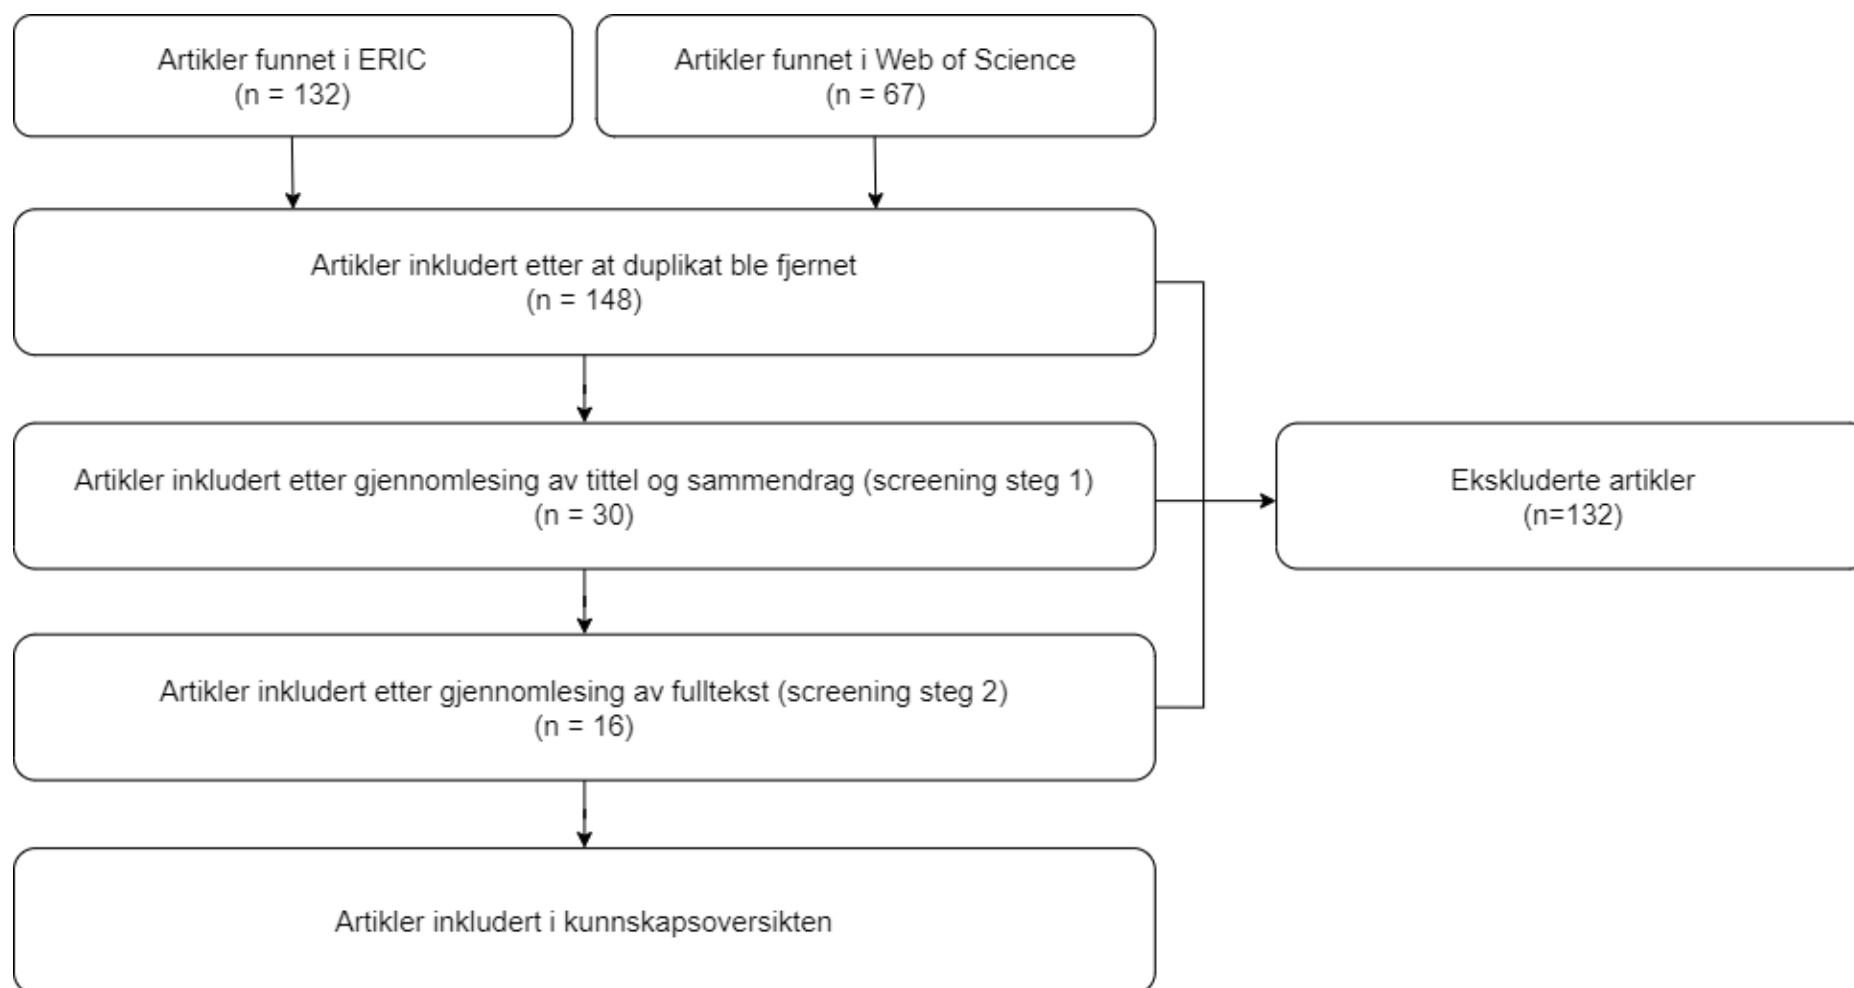 Artikler funnet i ERIC
(n = 132)
Artikler funnet i Web of Science
(n = 67)
Artikler inkludert etter at duplikat ble fjernet
(n = 148)
Artikler inkludert etter gjennomlesing av tittel og sammendrag (screening steg 1)
(n = 30)
Ekskluderte artikler
(n=132)
Artikler inkludert etter gjennomlesing av fulltekst (screening steg 2)
(n = 16)
Artikler inkludert i kunnskapsoversikten